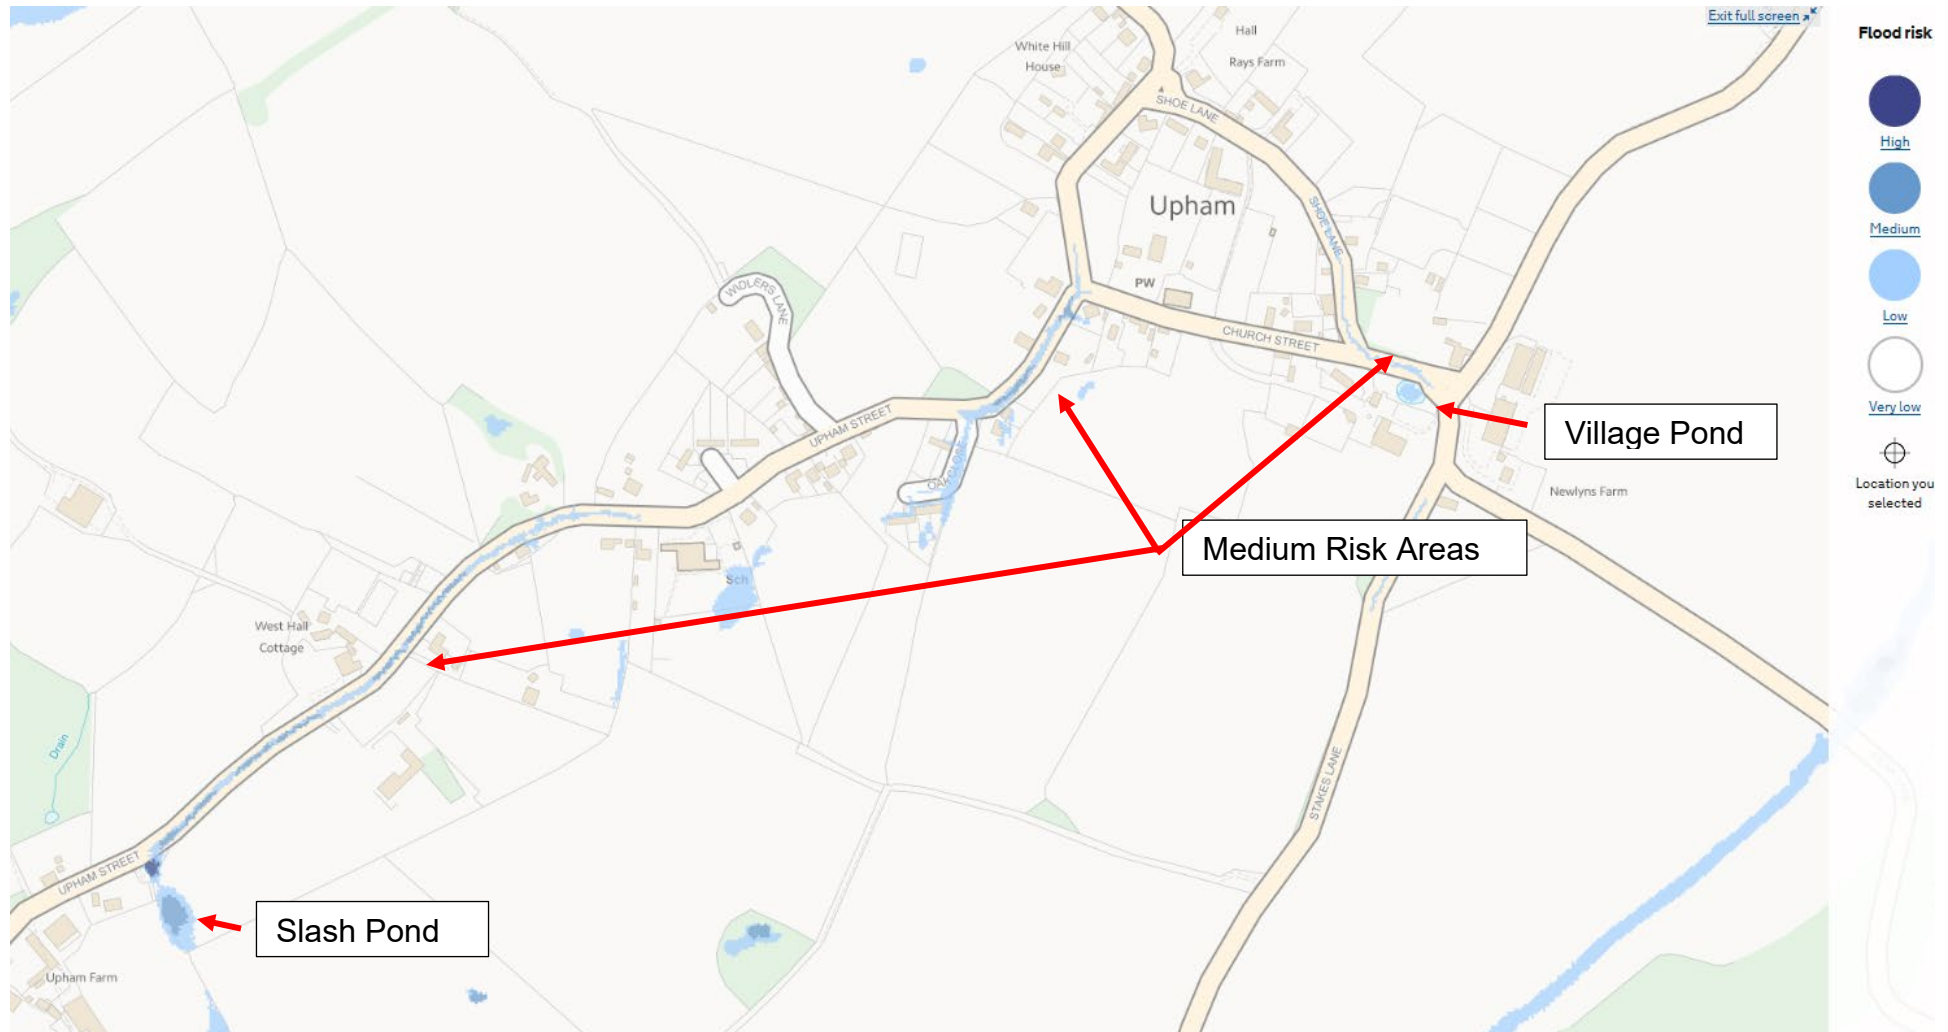 Exit full screen
Flood risk
High
Medium
Low
Very low
Location you
selected
Hall
Rays Farm
White Hill
House
SHOE LANE
SHOE LANE
Upham
PW
CHURCH STREET
WIDLERS LANE
UPHAM STREET
OAK CLOSE
Village Pond
Newlyns Farm
Medium Risk Areas
Sch
West Hall
Cottage
Drain
STAKES LANE
UPHAM STREET
Slash Pond
Upham Farm